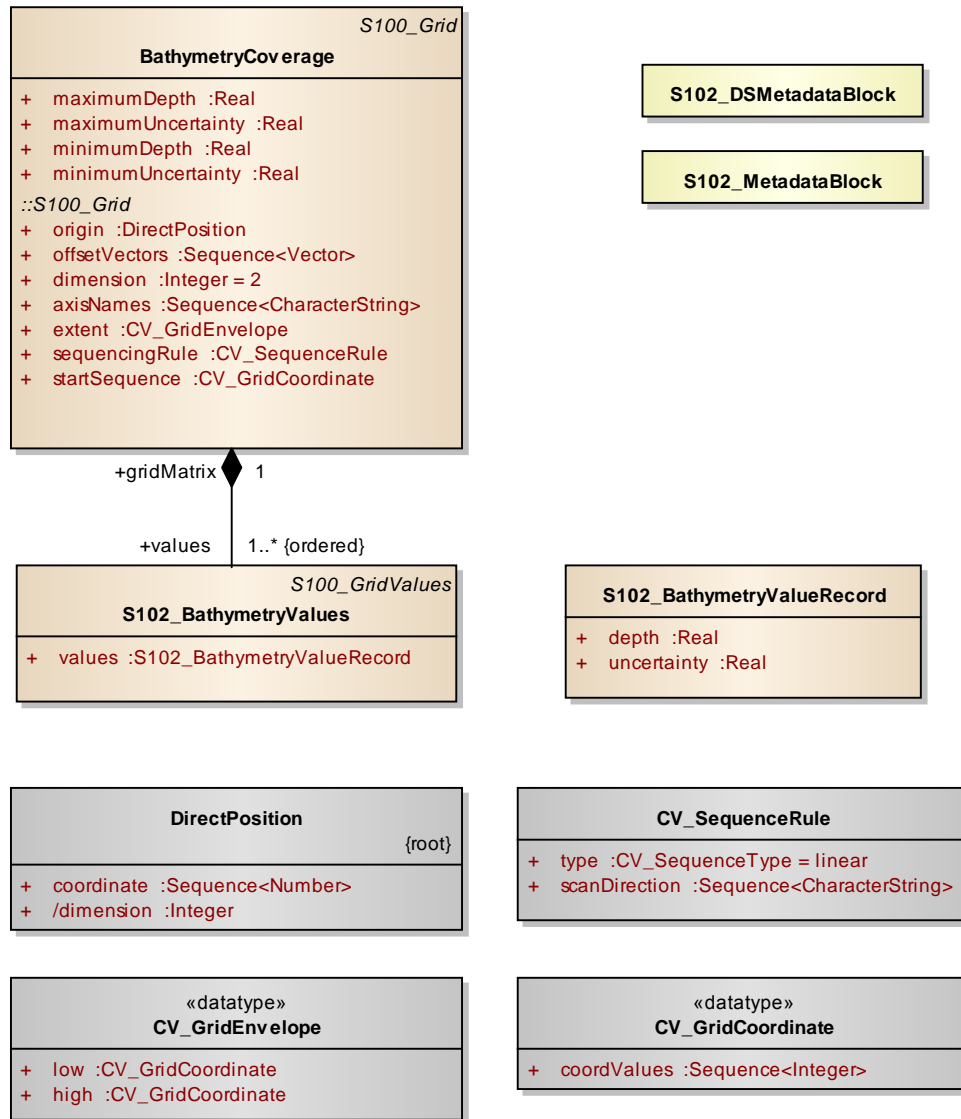 S100_Grid
BathymetryCoverage
+ maximumDepth :Real
+ maximumUncertainty :Real
+ minimumDepth :Real
+ minimumUncertainty :Real
::S100_Grid
+ origin :DirectPosition
+ offsetVectors :Sequence<Vector>
+ dimension :Integer = 2
+ axisNames :Sequence<CharacterString>
+ extent :CV_GridEnvelope
+ sequencingRule :CV_SequenceRule
+ startSequence :CV_GridCoordinate
S102_DSMetadataBlock
S102_MetadataBlock
+gridMatrix 1
+values 1..* {ordered}
S100_GridValues
S102_BathymetryValues
+ values :S102_BathymetryValueRecord
S102_BathymetryValueRecord
+ depth :Real
+ uncertainty :Real
DirectPosition
{root}
+ coordinate :Sequence<Number>
+ /dimension :Integer
CV_SequenceRule
+ type :CV_SequenceType = linear
+ scanDirection :Sequence<CharacterString>
«datatype»
CV_GridEnvelope
+ low :CV_GridCoordinate
+ high :CV_GridCoordinate
«datatype»
CV_GridCoordinate
+ coordValues :Sequence<Integer>